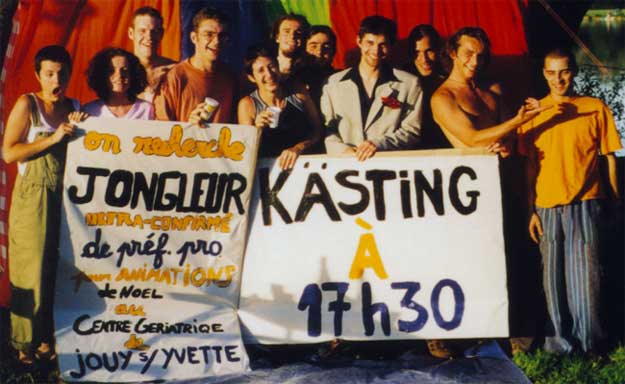 on recherche
JONGLEUR
ULTRA-CONFIRMÉ
de préf. pro
pour ANIMATIONS
de NOEL
au
CENTRE GERIATRIQE
de
JOUY s/ YVETTE
KÄSTING
À
17h30